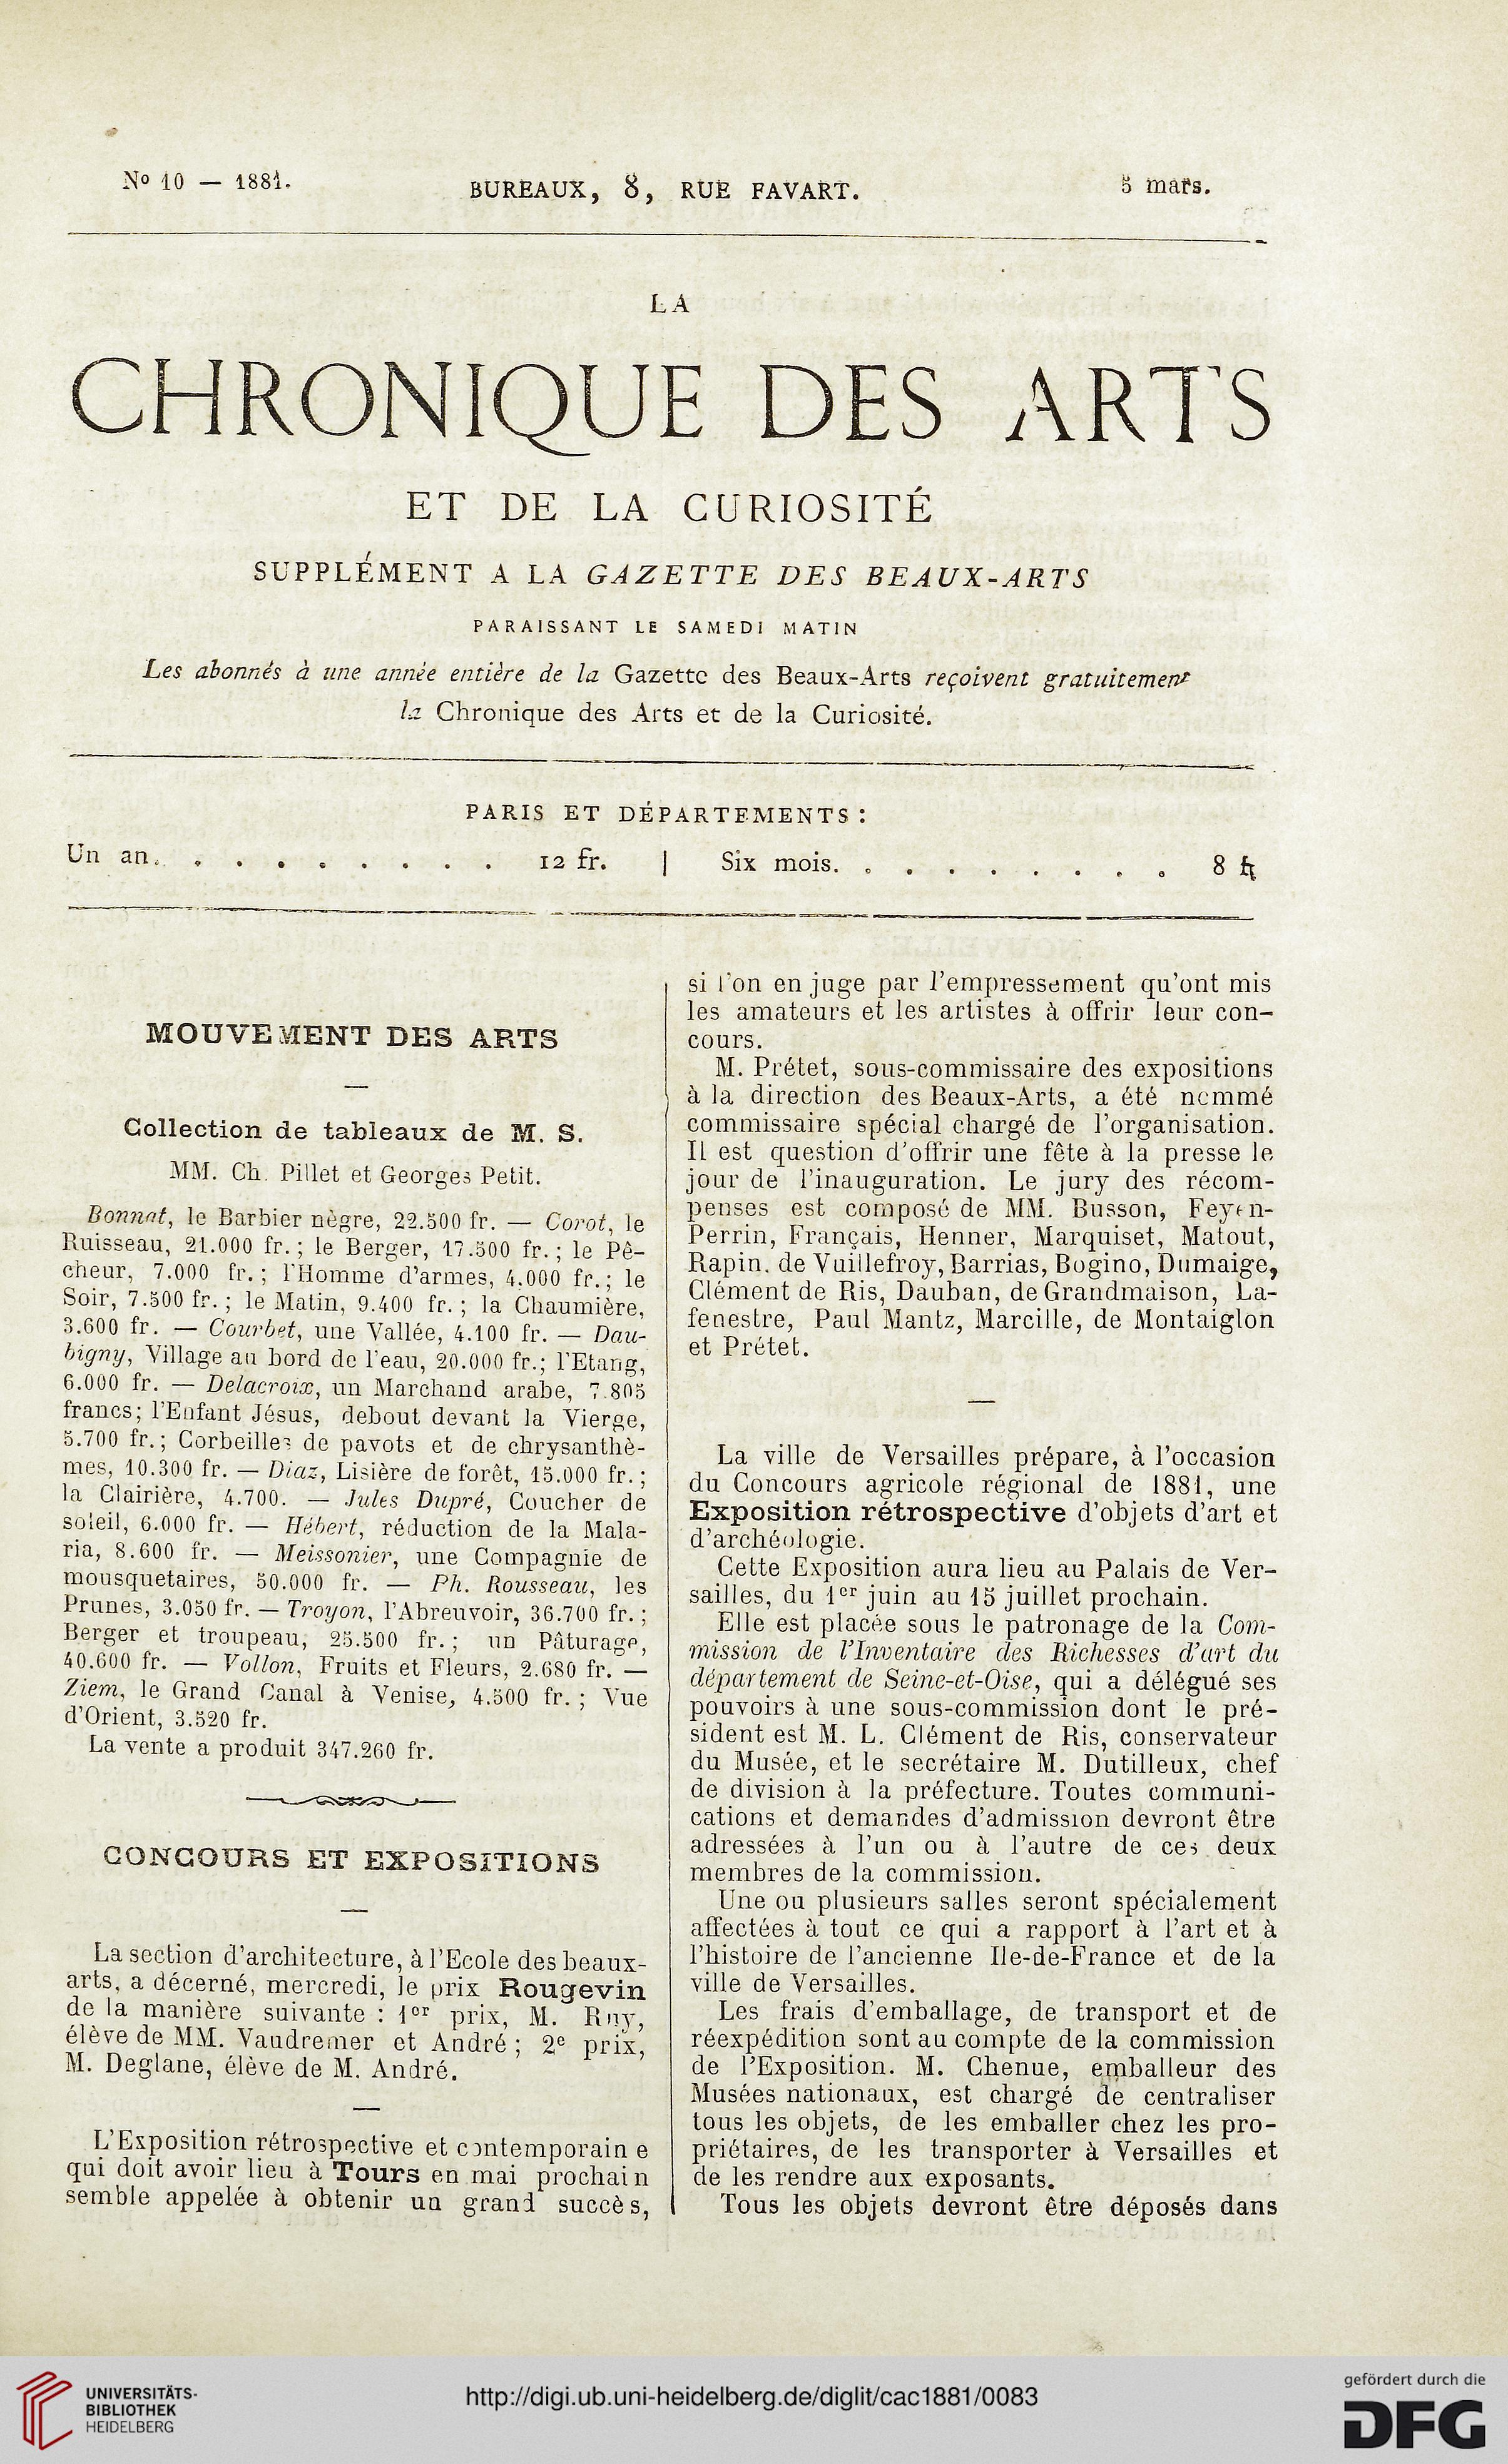 No 10 — 1881.
BUREAUX, 8, RUE FAVART.
5 mars.
LA
CHRONIQUE DES ARTS
ET DE LA CURIOSITÉ
SUPPLÉMENT A LA GAZETTE DES BEAUX-ARTS
PARAISSANT LE SAMEDI MATIN
Les abonnés à une année entière de la Gazette des Beaux-Arts reçoivent gratuitement
la Chronique des Arts et de la Curiosité.
PARIS ET DÉPARTEMENTS :
Un an. . . . . . . . . 12 fr. | Six mois. . . . . . . . . 8 fr.
MOUVEMENT DES ARTS
Collection de tableaux de M. S.
MM. Ch. Pillet et Georges Petit.
Bonnat, le Barbier nègre, 22.500 fr. — Corot, le
Ruisseau, 21.000 fr. ; le Berger, 17.500 fr. ; le Pê-
cheur, 7.000 fr. ; l'Homme d'armes, 4.000 fr. ; le
Soir, 7.500 fr. ; le Matin, 9.400 fr. ; la Chaumière,
3.600 fr. — Courbet, une Vallée, 4.100 fr. — Dau-
bigny, Village au bord de l'eau, 20.000 fr.; l'Etang,
6.000 fr. — Delacroix, un Marchand arabe, 7.805
francs; l'Enfant Jésus, debout devant la Vierge,
5.700 fr. ; Corbeilles de pavots et de chrysanthè-
mes, 10.300 fr. — Diaz, Lisière de forêt, 15.000 fr. ;
la Clairière, 4.700. — Jules Dupré, Coucher de
soleil, 6.000 fr. — Hébert, réduction de la Mala-
ria, 8.600 fr. — Meissonier, une Compagnie de
mousquetaires, 50.000 fr. — Ph. Rousseau, les
Prunes, 3.050 fr. — Troyon, l'Abreuvoir, 36.700 fr. ;
Berger et troupeau, 25.500 fr. ; un Pâturage,
40.600 fr. — Vollon, Fruits et Fleurs, 2.680 fr. —
Ziem, le Grand Canal à Venise, 4.500 fr. ; Vue
d'Orient, 3.520 fr.
La vente a produit 347.260 fr.
CONCOURS ET EXPOSITIONS
La section d'architecture, à l'Ecole des beaux-
arts, a décerné, mercredi, le prix Rougevin
de la manière suivante : 1er prix, M. Ruy,
élève de MM. Vaudremer et André ; 2e prix,
M. Deglane, élève de M. André.
L'Exposition rétrospective et contemporaine
qui doit avoir lieu à Tours en mai prochain
semble appelée à obtenir un grand succès,
si l'on en juge par l'empressement qu'ont mis
les amateurs et les artistes à offrir leur con-
cours.
M. Prétet, sous-commissaire des expositions
à la direction des Beaux-Arts, a été nommé
commissaire spécial chargé de l'organisation.
Il est question d'offrir une fête à la presse le
jour de l'inauguration. Le jury des récom-
penses est composé de MM. Busson, Feyen-
Perrin, Français, Henner, Marquiset, Matout,
Rapin, de Vuillefroy, Barrias, Bogino, Dumaige,
Clément de Ris, Dauban, de Grandmaison, La-
fenestre, Paul Mantz, Marcille, de Montaiglon
et Prétet.
La ville de Versailles prépare, à l'occasion
du Concours agricole régional de 1881, une
Exposition rétrospective d'objets d'art et
d'archéologie.
Cette Exposition aura lieu au Palais de Ver-
sailles, du 1er juin au 15 juillet prochain.
Elle est placée sous le patronage de la Com-
mission de l'Inventaire des Richesses d'art du
département de Seine-et-Oise, qui a délégué ses
pouvoirs à une sous-commission dont le pré-
sident est M. L. Clément de Ris, conservateur
du Musée, et le secrétaire M. Dutilleux, chef
de division à la préfecture. Toutes communi-
cations et demandes d'admission devront être
adressées à l'un ou à l'autre de ces deux
membres de la commission.
Une ou plusieurs salles seront spécialement
affectées à tout ce qui a rapport à l'art et à
l'histoire de l'ancienne Ile-de-France et de la
ville de Versailles.
Les frais d'emballage, de transport et de
réexpédition sont au compte de la commission
de l'Exposition. M. Chenue, emballeur des
Musées nationaux, est chargé de centraliser
tous les objets, de les emballer chez les pro-
priétaires, de les transporter à Versailles et
de les rendre aux exposants.
Tous les objets devront être déposés dans
UNIVERSITÄTS-
BIBLIOTHEK
HEIDELBERG
http://digi.ub.uni-heidelberg.de/diglit/cac1881/0083
gefördert durch die
DFG